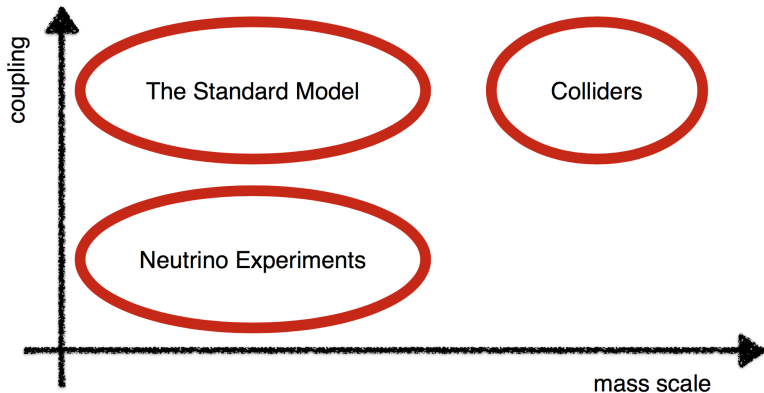 coupling
The Standard Model
Colliders
Neutrino Experiments
mass scale